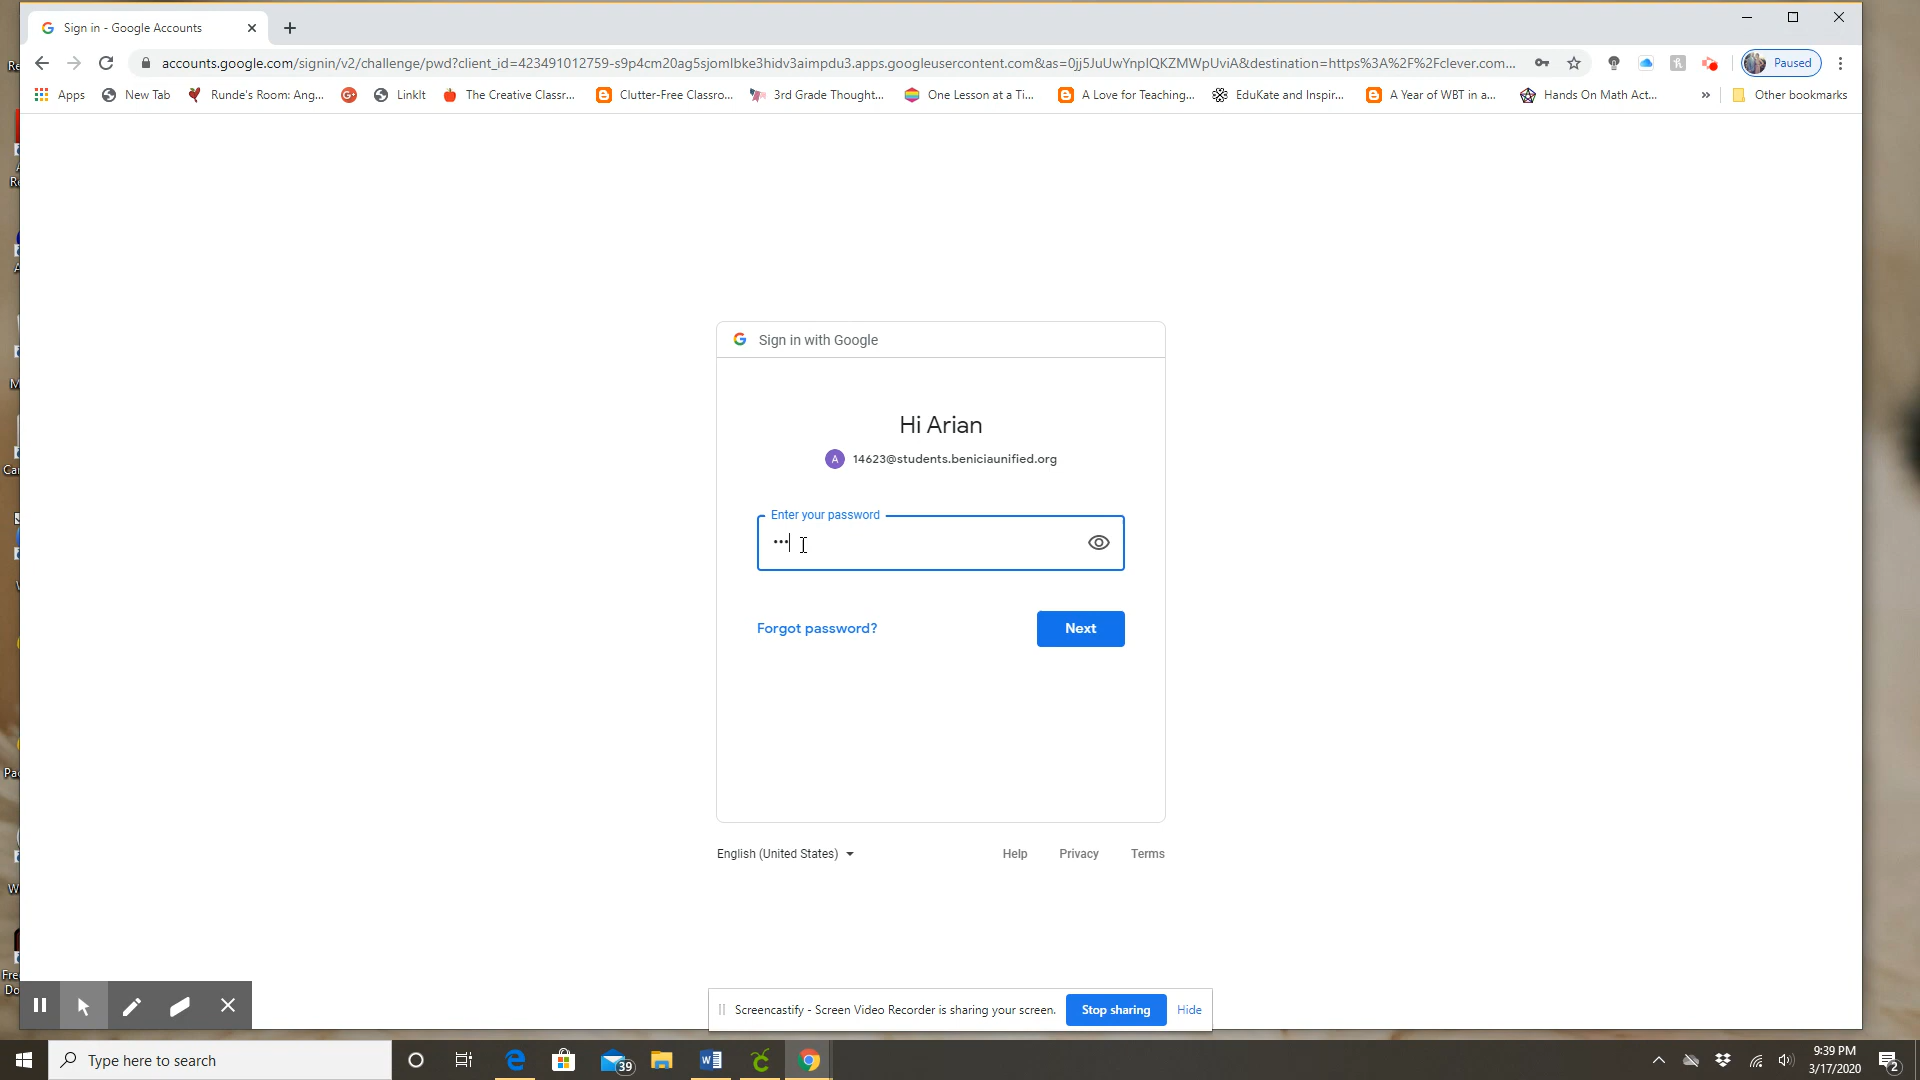 Sign in - Google Accounts
accounts.google.com/signin/v2/challenge/pwd?client_id=423491012759-s9p4cm20ag5sjomlbke3hidv3aimpdu3.apps.googleusercontent.com&as=0jj5JuUwYnpIQKZMWpUviA&destination=https%3A%2F%2Fclever.com... Paused
Apps New Tab Runde's Room: Ang... LinkIt The Creative Classr... Clutter-Free Classro... 3rd Grade Thought... One Lesson at a Ti... A Love for Teaching... EduKate and Inspir... A Year of WBT in a... Hands On Math Act... » Other bookmarks
Sign in with Google
Hi Arian
A 14623@students.beniciaunified.org
Enter your password
•••
Forgot password? Next
English (United States) Help Privacy Terms
Screencastify - Screen Video Recorder is sharing your screen. Stop sharing Hide
Type here to search
39
9:39 PM
3/17/2020
2